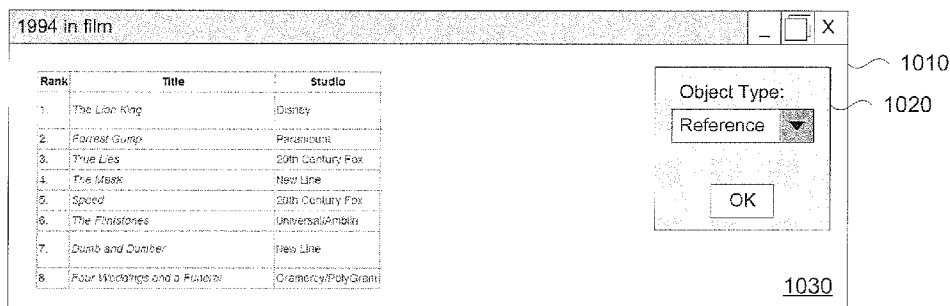 1994 in film _ X
1010
Rank Title Studio
1. The Lion King Disney
2. Forrest Gump Paramount
3. True Lies 20th Century Fox
4. The Mask New Line
5. Speed 20th Century Fox
6. The Flintstones Universal/Amblin
7. Dumb and Dumber New Line
8. Four Weddings and a Funeral Gramercy/PolyGram
Object Type:
1020
Reference
OK
1030